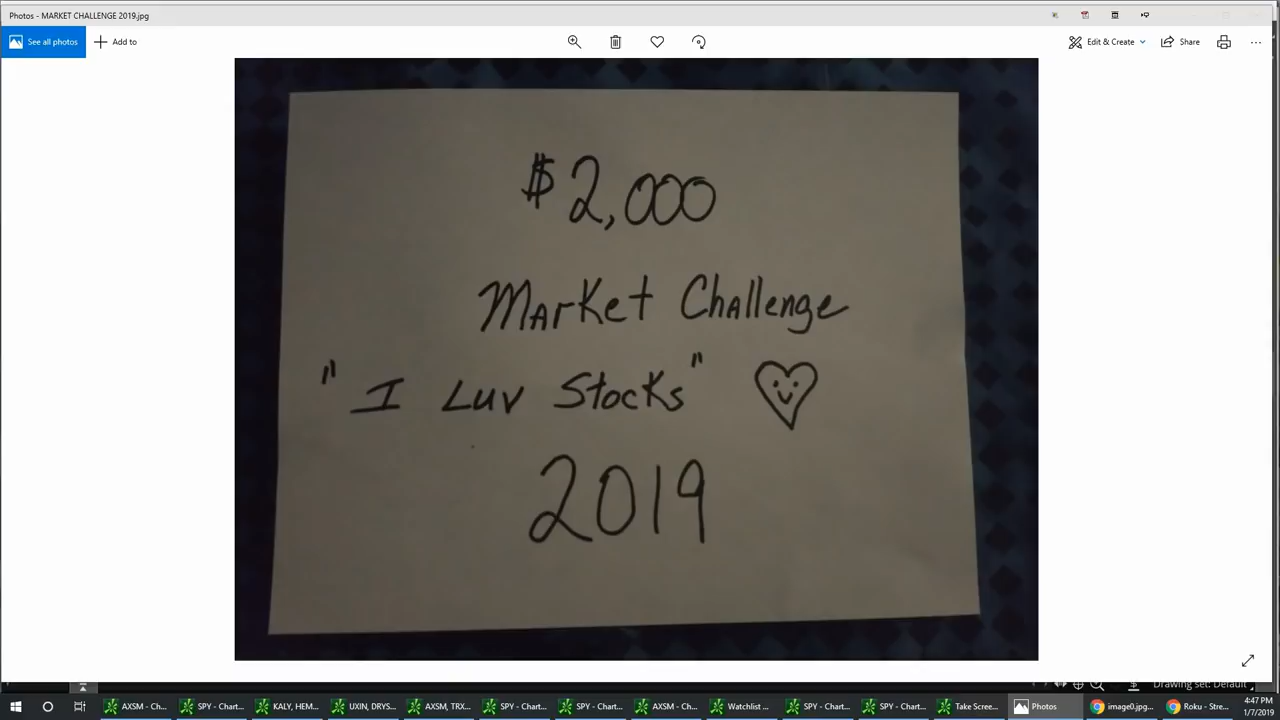 Photos - MARKET CHALLENGE 2019.jpg
See all photos
Add to
Edit & Create
Share
$2,000
Market Challenge
"I Luv Stocks"
2019
Drawing set: Default
AXSM - Ch...
SPY - Chart...
KALY, HEM...
UXIN, DRYS...
AXSM, TRX...
SPY - Chart...
SPY - Chart...
AXSM - Ch...
Watchlist ...
SPY - Chart...
SPY - Chart...
Take Scree...
Photos
image0.jpg...
Roku - Stre...
4:47 PM
1/7/2019